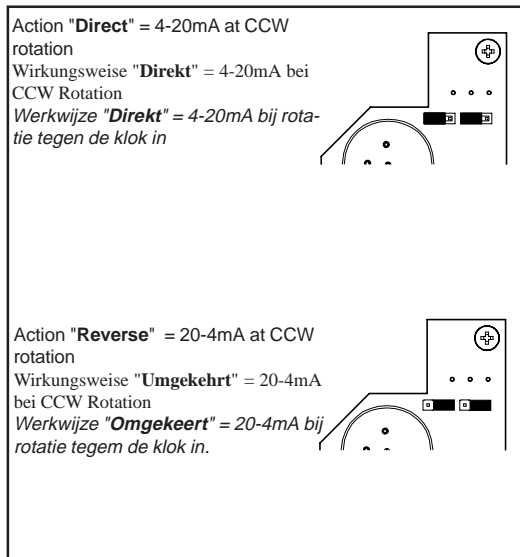 Action "Direct" = 4-20mA at CCW
rotation
Wirkungsweise "Direkt" = 4-20mA bei
CCW Rotation
Werkwijze "Direkt" = 4-20mA bij rota-
tie tegen de klok in
Action "Reverse" = 20-4mA at CCW
rotation
Wirkungsweise "Umgekehrt" = 20-4mA
bei CCW Rotation
Werkwijze "Omgekeert" = 20-4mA bij
rotatie tegem de klok in.